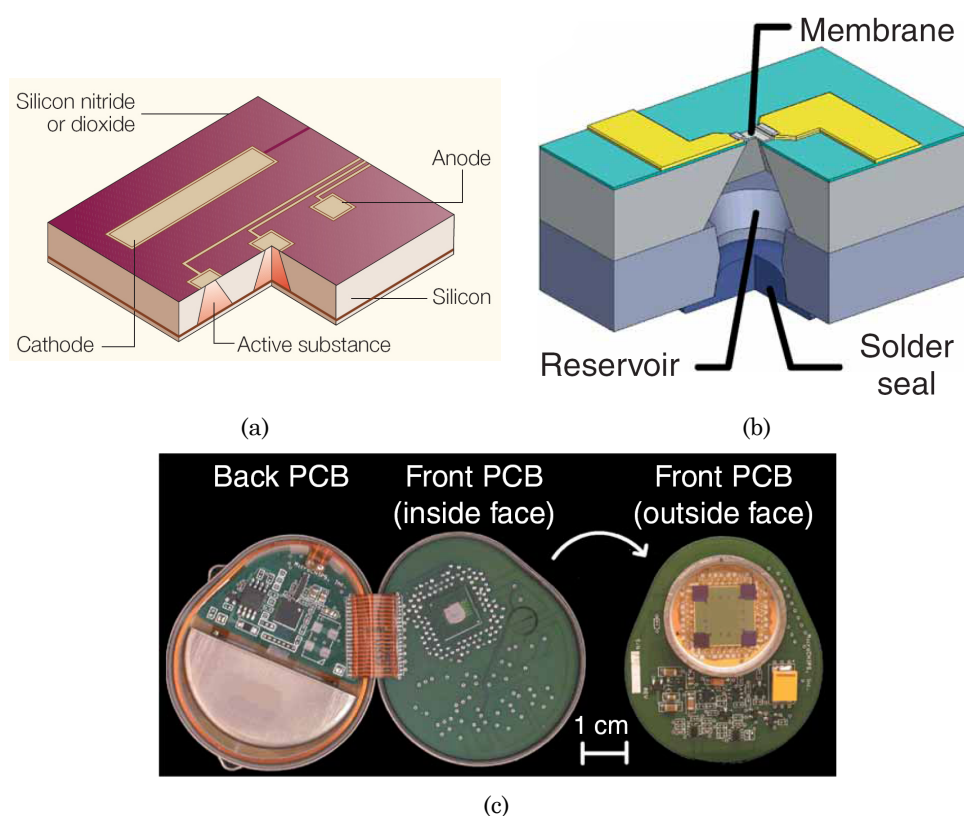 Membrane
Silicon nitride
or dioxide
Anode
Silicon
Cathode
Active substance
Reservoir
Solder
seal
(a)
(b)
Back PCB
Front PCB
(inside face)
Front PCB
(outside face)
1 cm
(c)